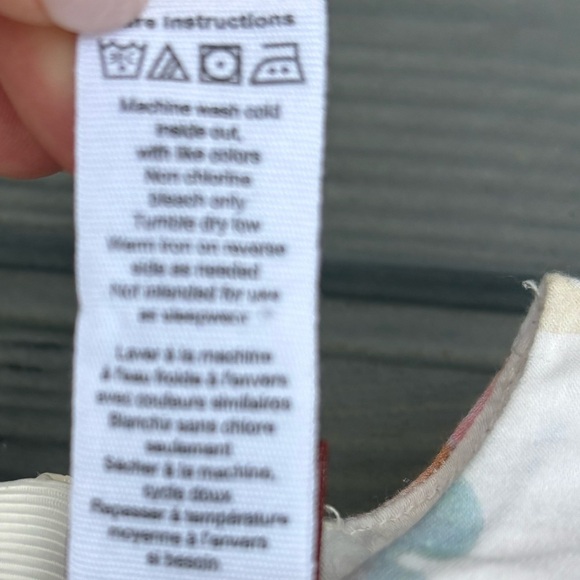 are Instructions
Machine wash cold
inside out,
with like colors
Non chlorine
bleach only
Tumble dry low
Warm iron on reverse
side as needed
Not intended for use
as sleepwear
Laver à la machine
à l'eau froide à l'envers
avec couleurs similaires
Blanchir sans chlore
seulement
Sécher à la machine,
cycle doux
Repasser à température
moyenne à l'envers
si besoin